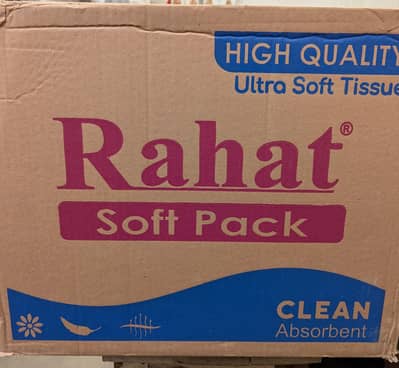 HIGH QUALITY
Ultra Soft Tissue
Rahat®
Soft Pack
CLEAN
Absorbent